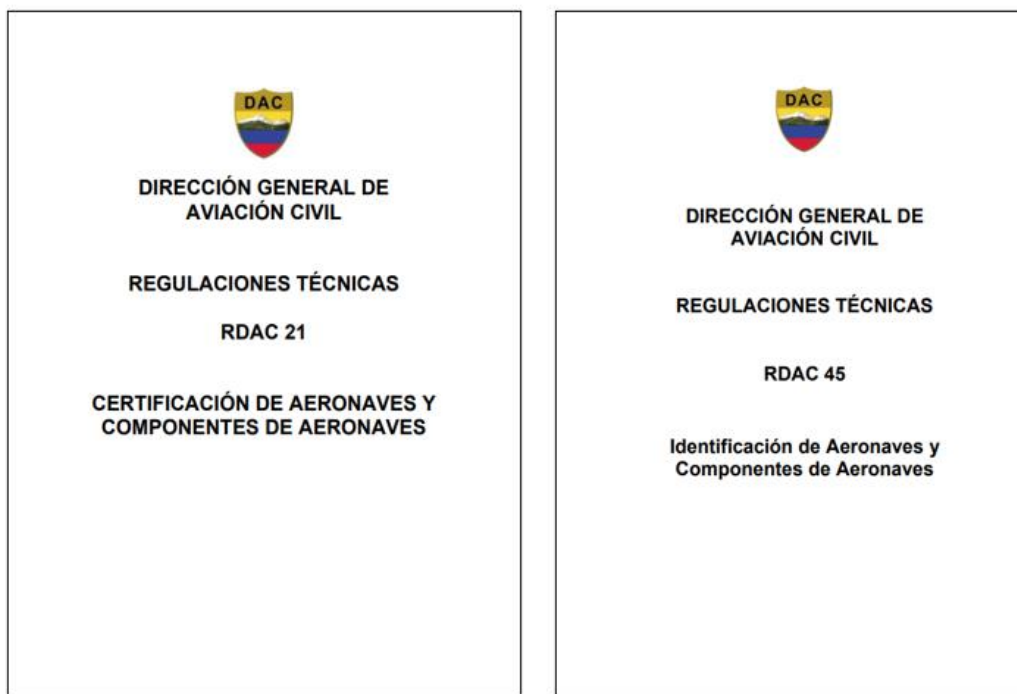 DAC
DIRECCIÓN GENERAL DE
AVIACIÓN CIVIL
REGULACIONES TÉCNICAS
RDAC 21
CERTIFICACIÓN DE AERONAVES Y
COMPONENTES DE AERONAVES
DAC
DIRECCIÓN GENERAL DE
AVIACIÓN CIVIL
REGULACIONES TÉCNICAS
RDAC 45
Identificación de Aeronaves y
Componentes de Aeronaves